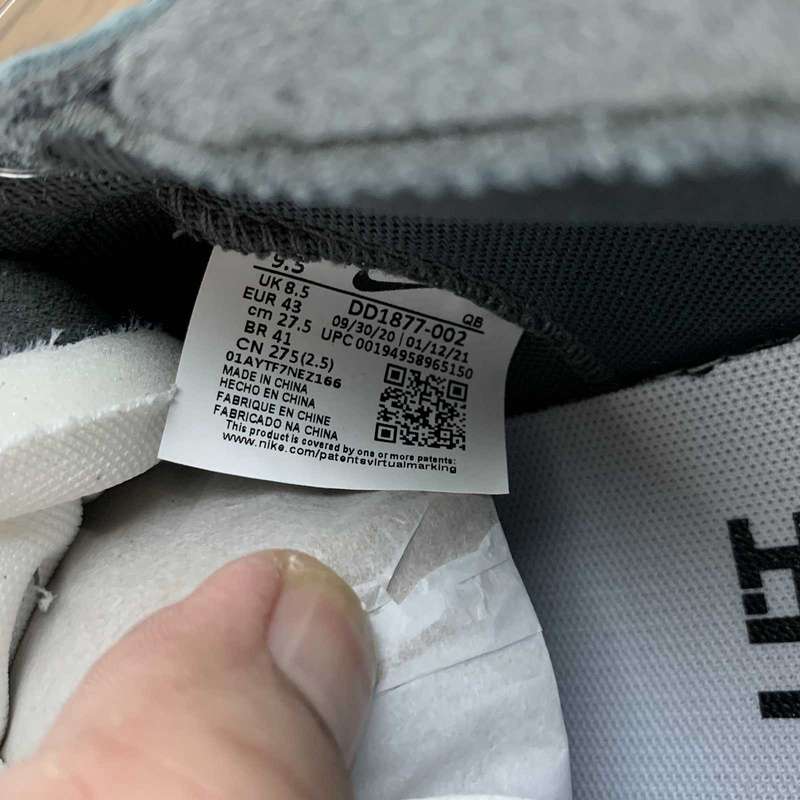 9.5
UK 8.5
EUR 43
cm 27.5
BR 41
CN 275(2.5)
01AYTF7NEZ166
MADE IN CHINA
HECHO EN CHINA
FABRIQUE EN CHINE
FABRICADO NA CHINA
This product is covered by one or more patents:
www.nike.com/patentsvirtualmarking
QB
DD1877-002
09/30/20 | 01/12/21
UPC 00194958965150